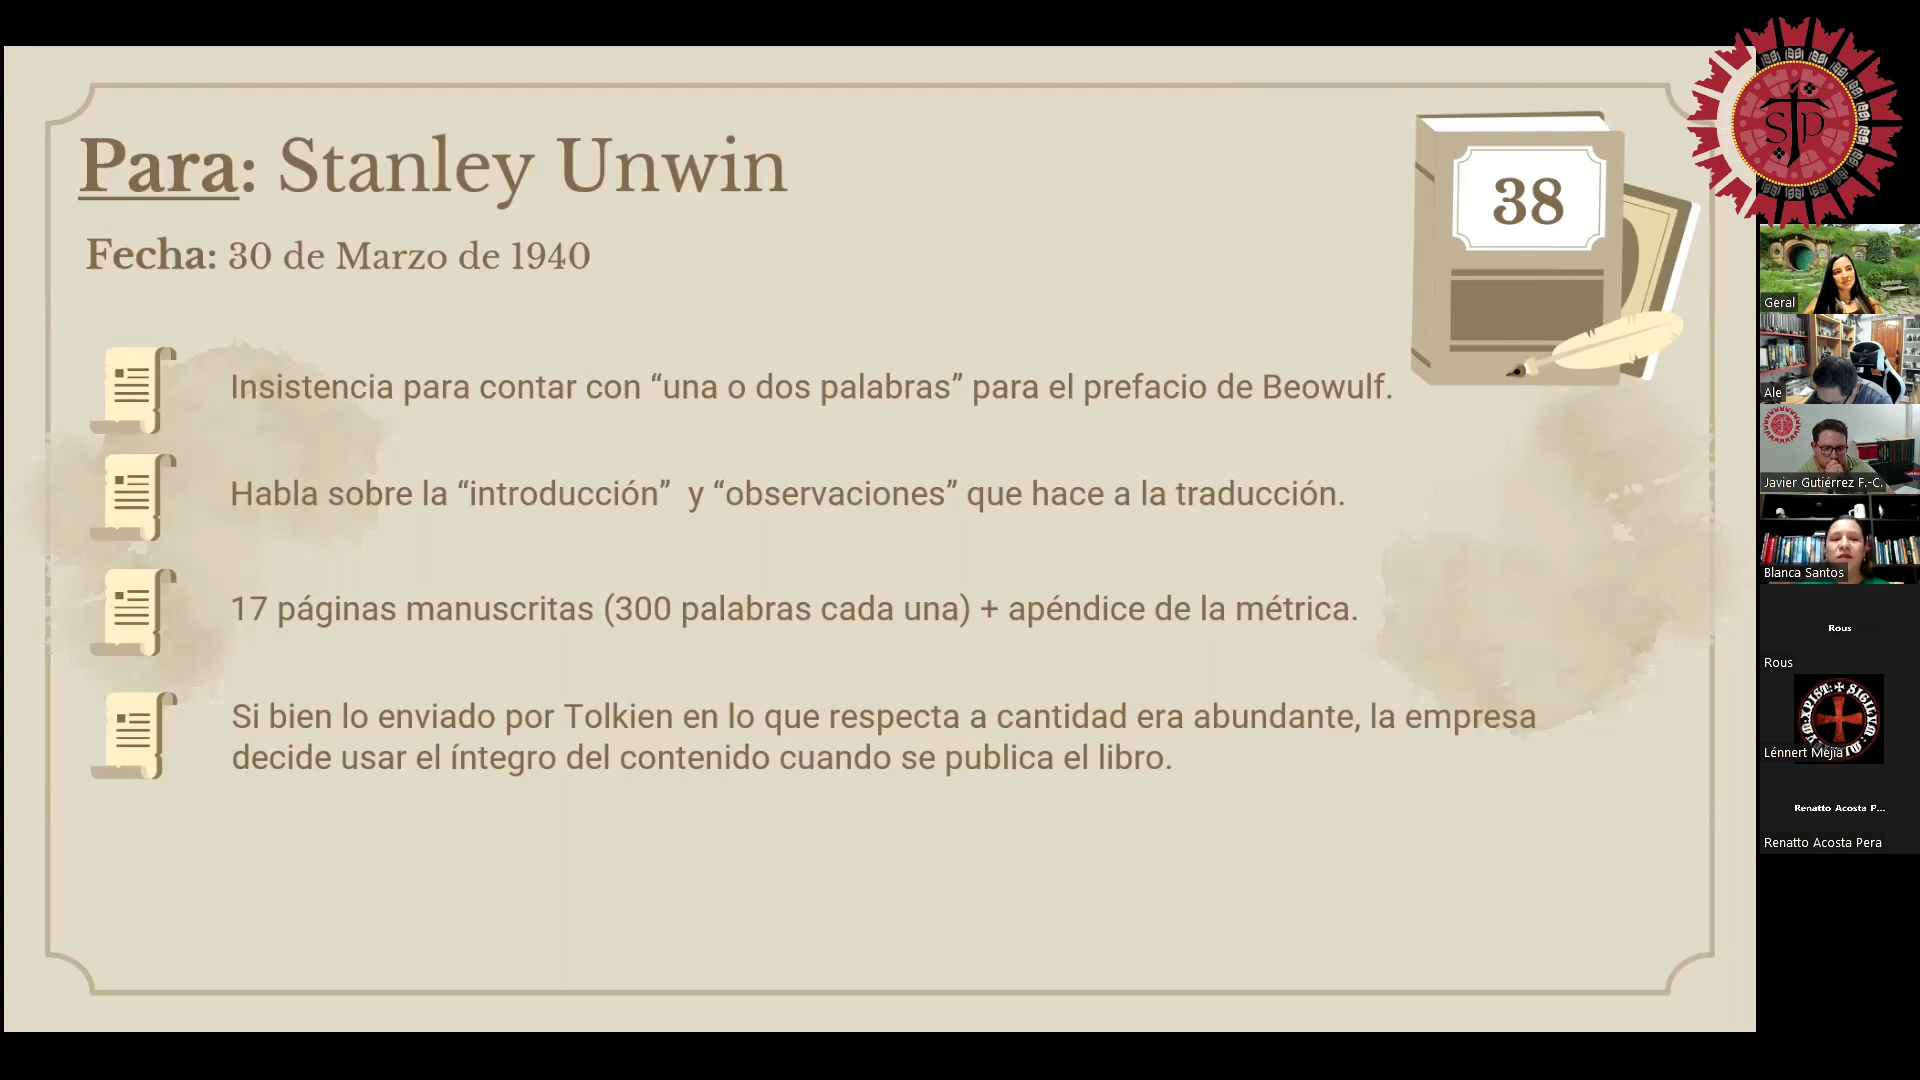 Para: Stanley Unwin
Fecha: 30 de Marzo de 1940
38
Insistencia para contar con “una o dos palabras” para el prefacio de Beowulf.
Habla sobre la “introducción”  y “observaciones” que hace a la traducción.
17 páginas manuscritas (300 palabras cada una) + apéndice de la métrica.
Si bien lo enviado por Tolkien en lo que respecta a cantidad era abundante, la empresa
decide usar el íntegro del contenido cuando se publica el libro.
STP
Geral
Ale
Javier Gutiérrez F.-C.
Blanca Santos
Rous
Rous
Lénnert Mejía
Renatto Acosta P...
Renatto Acosta Pera